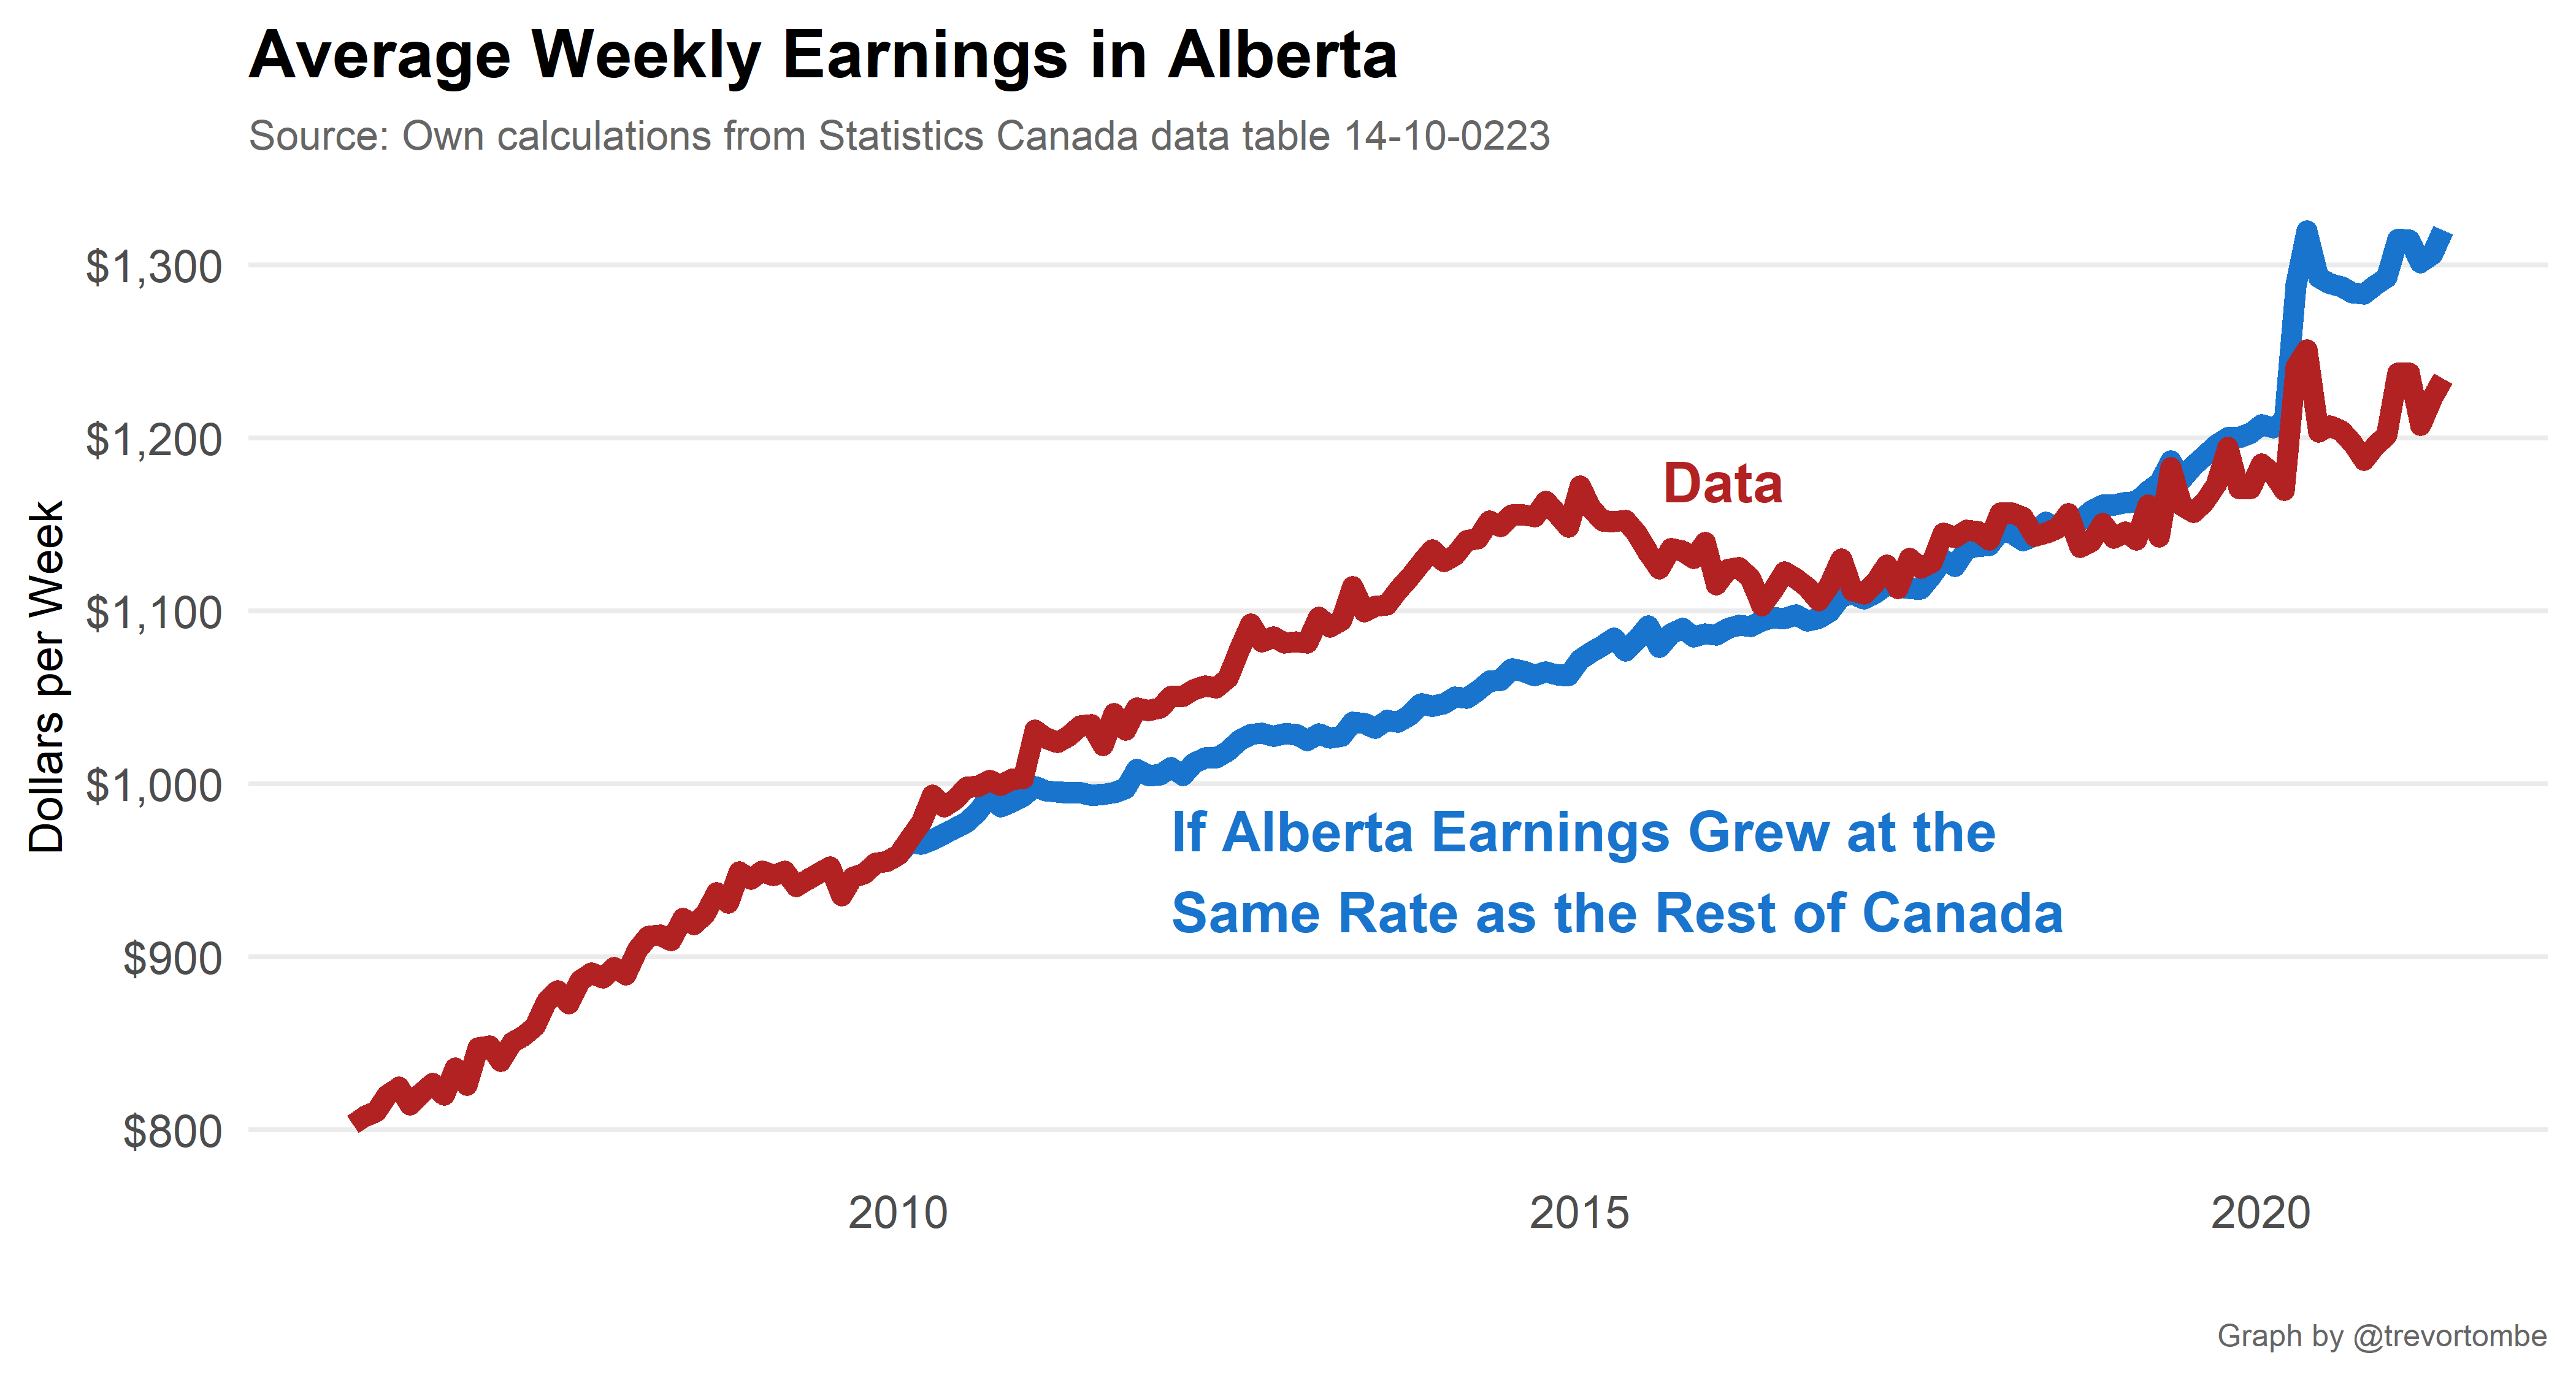 Average Weekly Earnings in Alberta
Source: Own calculations from Statistics Canada data table 14-10-0223
Dollars per Week
$1,300
$1,200
$1,100
$1,000
$900
$800
Data
If Alberta Earnings Grew at the
Same Rate as the Rest of Canada
2010
2015
2020
Graph by @trevortombe